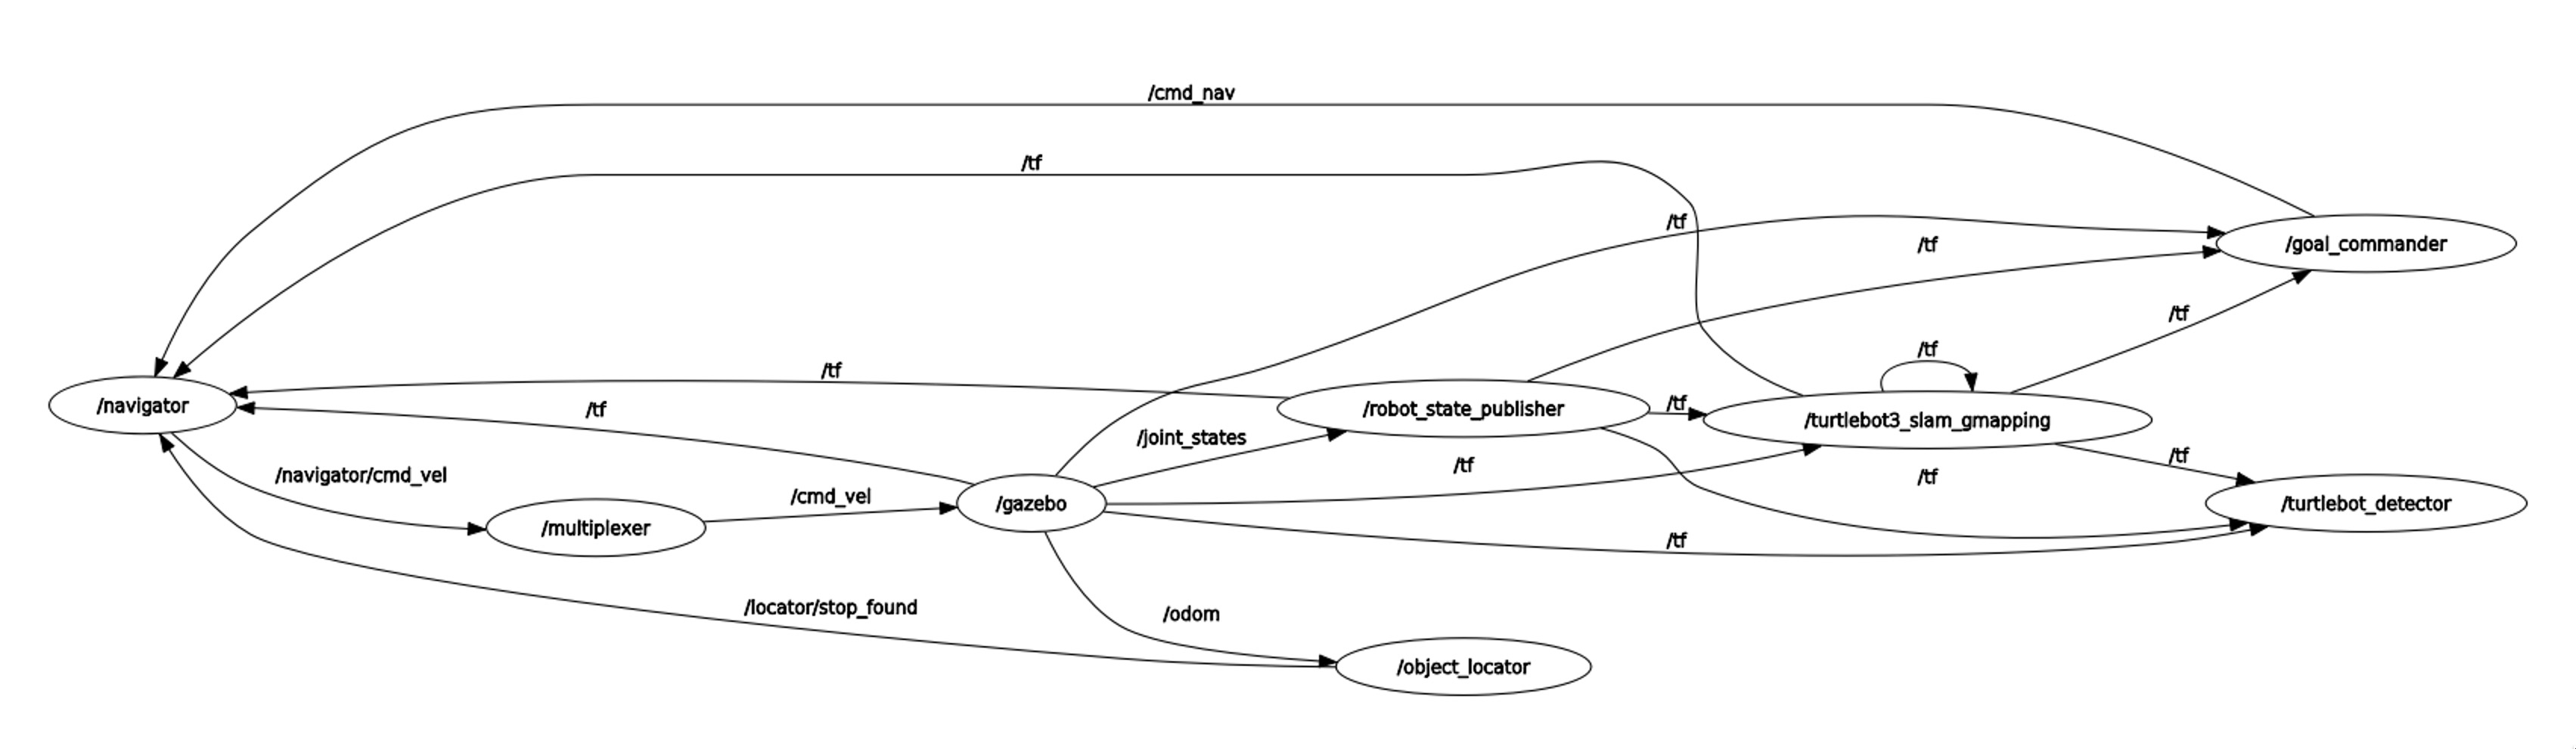 /cmd_nav
/tf
/tf
/tf
/goal_commander
/tf
/tf
/tf
/tf
/navigator
/tf
/joint_states
/robot_state_publisher
/tf
/turtlebot3_slam_gmapping
/navigator/cmd_vel
/tf
/tf
/tf
/multiplexer
/cmd_vel
/gazebo
/turtlebot_detector
/tf
/locator/stop_found
/odom
/object_locator